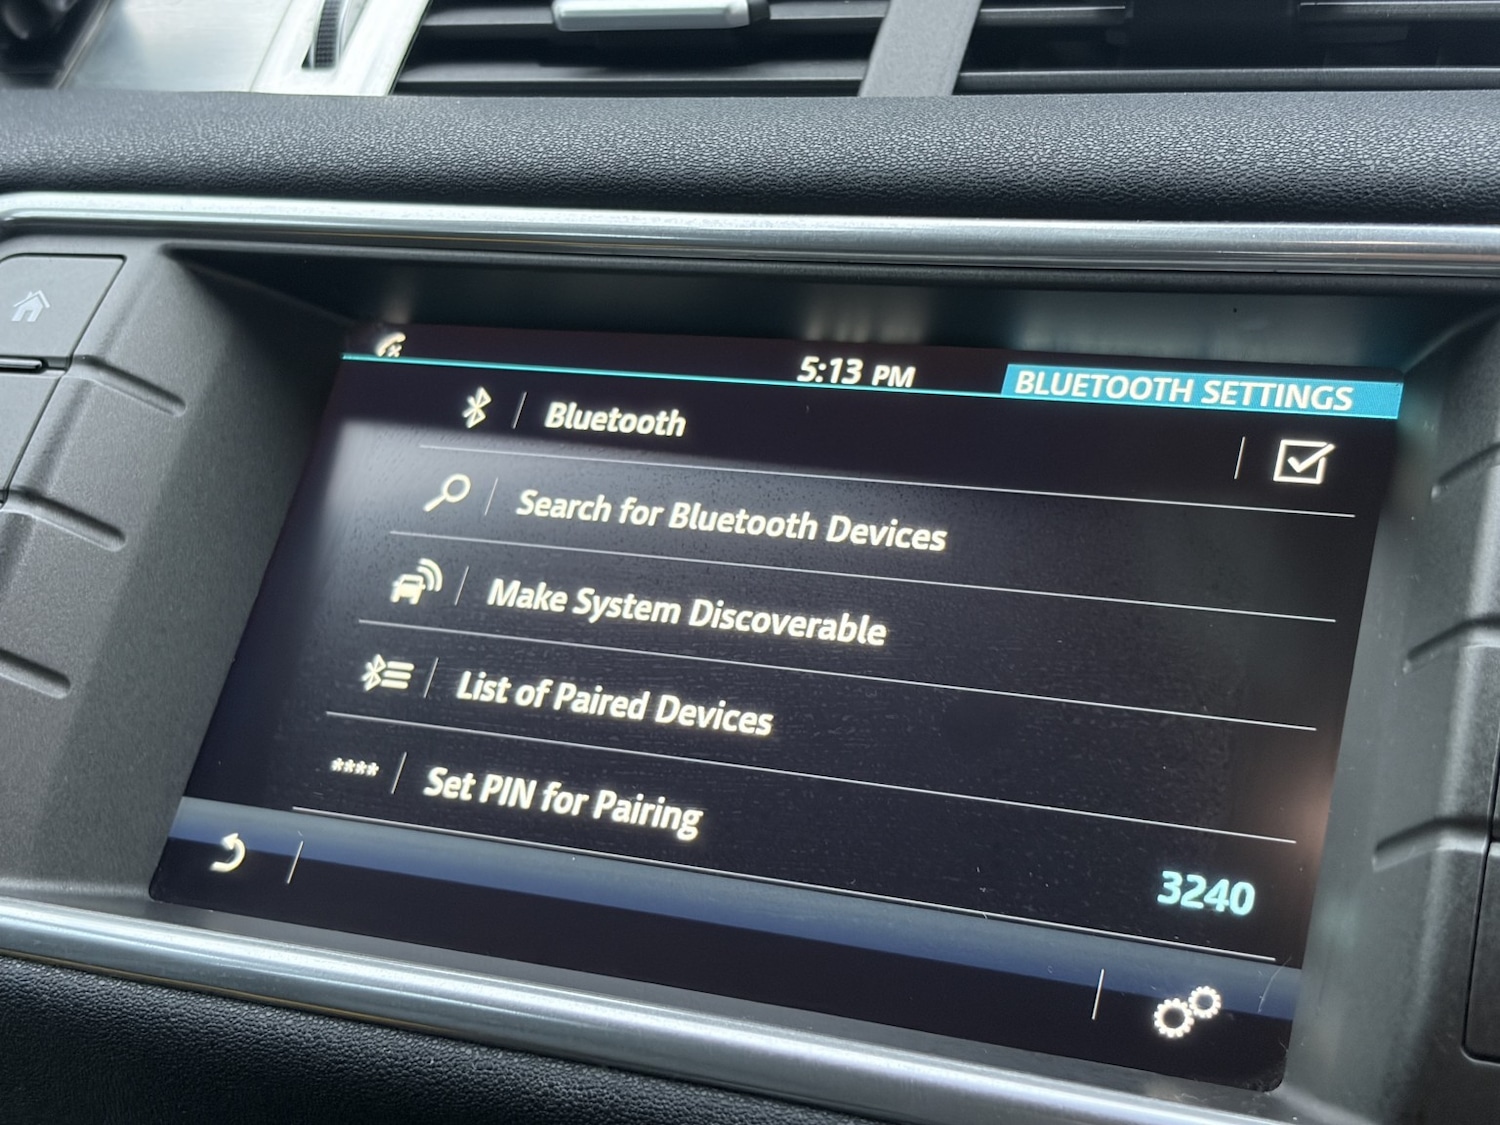 5:13 PM
BLUETOOTH SETTINGS
Bluetooth
Search for Bluetooth Devices
Make System Discoverable
List of Paired Devices
**** Set PIN for Pairing
3240